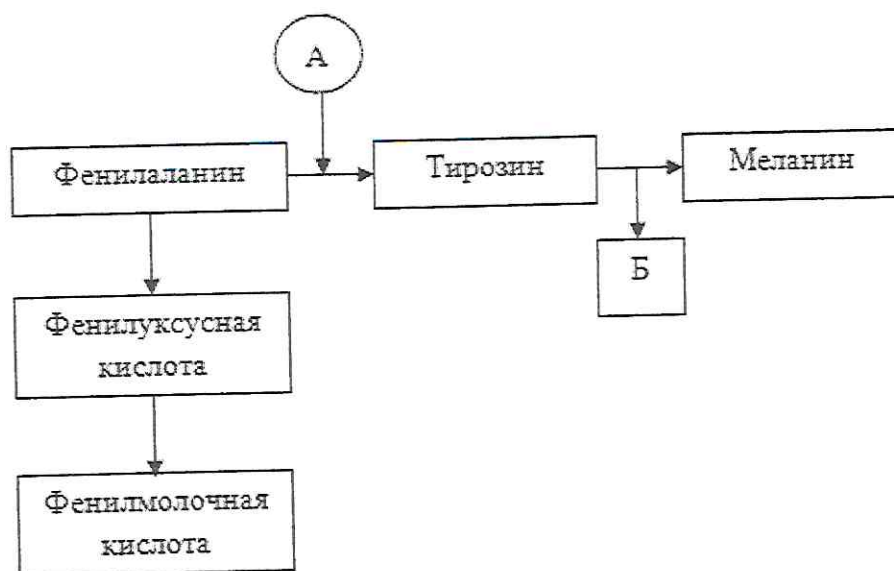 А
Фенилаланин
Тирозин
Меланин
Б
Фенилуксусная
кислота
Фенилмолочная
кислота